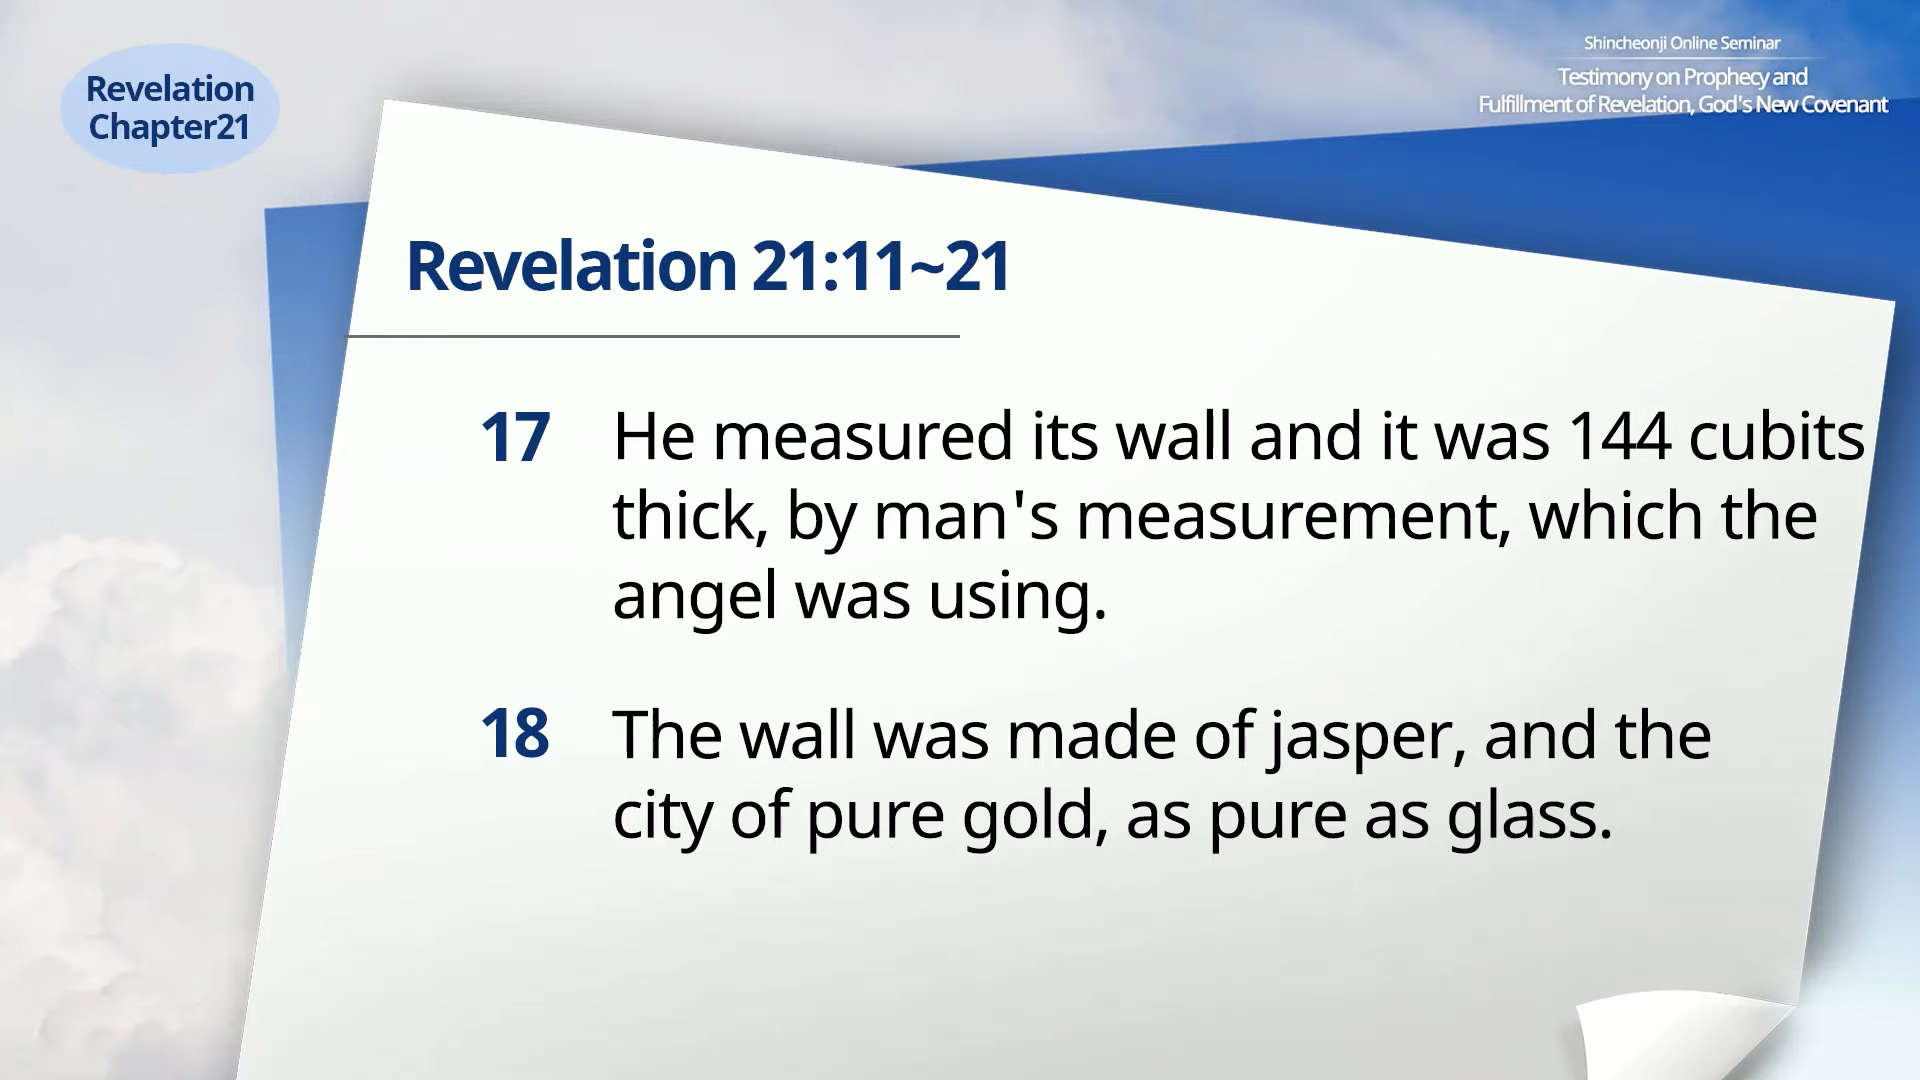 Revelation
Chapter21
Shincheonji Online Seminar
Testimony on Prophecy and
Fulfillment of Revelation, God's New Covenant
Revelation 21:11~21
17 He measured its wall and it was 144 cubits
thick, by man's measurement, which the
angel was using.
18 The wall was made of jasper, and the
city of pure gold, as pure as glass.